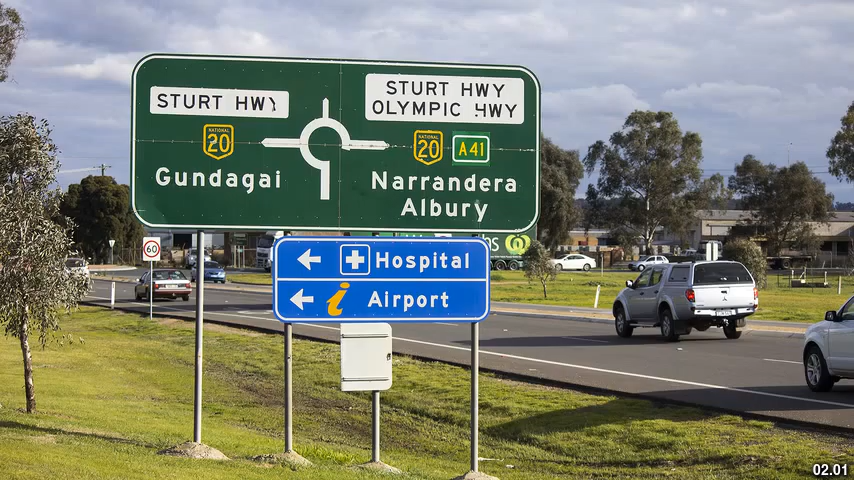 STURT HWY
NATIONAL
20
Gundagai
STURT HWY
OLYMPIC HWY
NATIONAL
20
A41
Narrandera
Albury
60
Hospital
i Airport
02.01